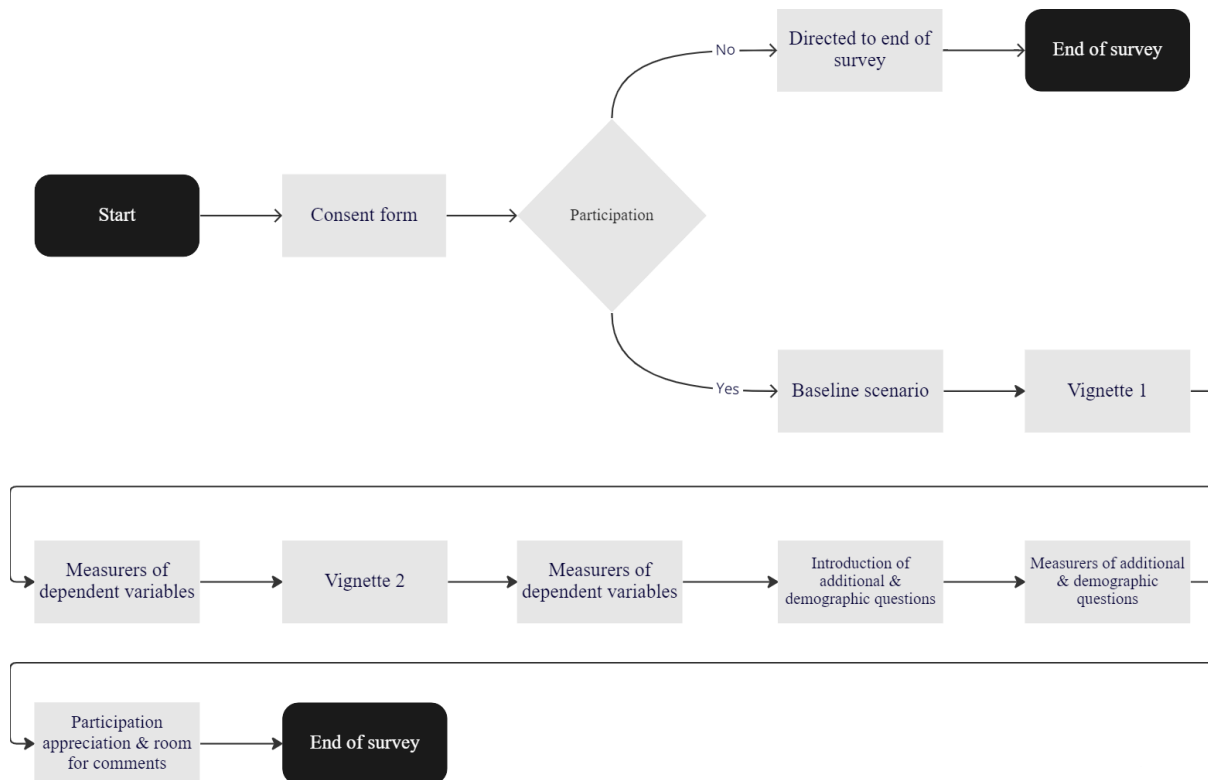 No
Directed to end of
survey
End of survey
Start
Consent form
Participation
Yes
Baseline scenario
Vignette 1
Measurers of
dependent variables
Vignette 2
Measurers of
dependent variables
Introduction of
additional &
demographic questions
Measurers of additional
& demographic
questions
Participation
appreciation & room
for comments
End of survey